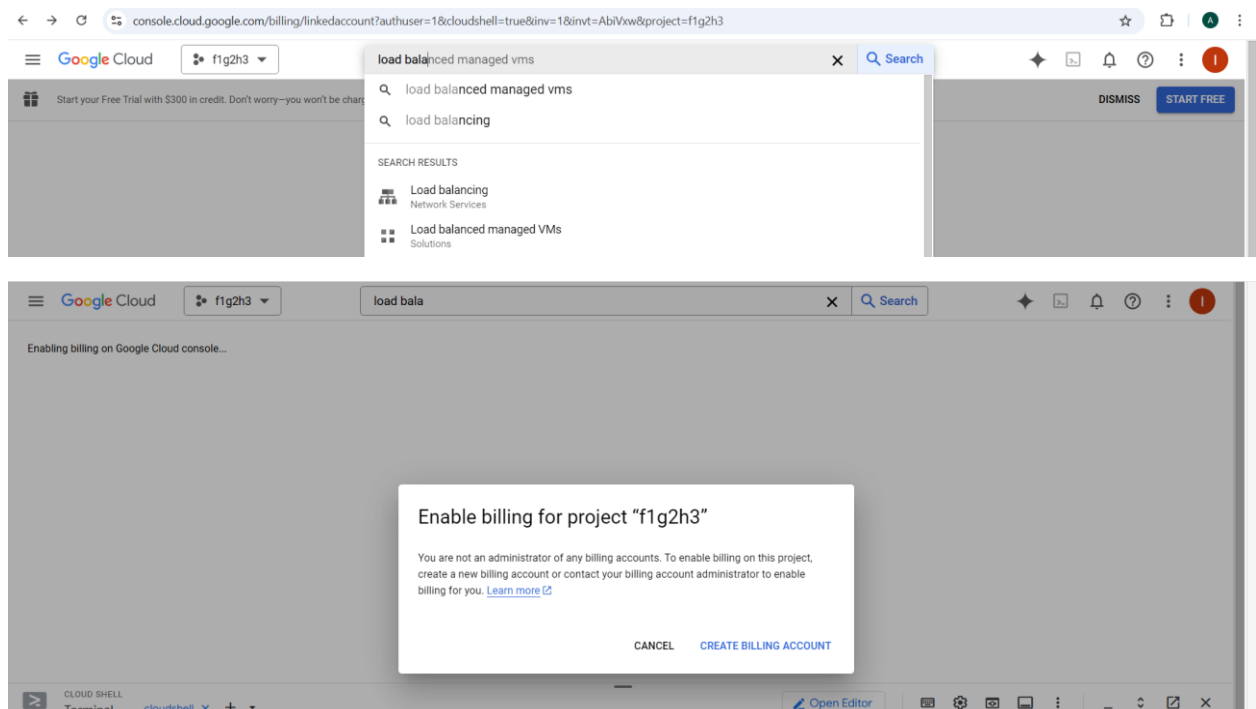 console.cloud.google.com/billing/linkedaccount?authuser=1&cloudshell=true&inv=1&invt=AbiVxw&project=f1g2h3
A
Google Cloud
f1g2h3
load balanced managed vms
Search
I
Start your Free Trial with $300 in credit. Don't worry—you won't be charg
load balanced managed vms
DISMISS
START FREE
load balancing
SEARCH RESULTS
Load balancing
Network Services
Load balanced managed VMs
Solutions
Google Cloud
f1g2h3
load bala
Search
I
Enabling billing on Google Cloud console...
Enable billing for project “f1g2h3”
You are not an administrator of any billing accounts. To enable billing on this project,
create a new billing account or contact your billing account administrator to enable
billing for you. Learn more
CANCEL
CREATE BILLING ACCOUNT
CLOUD SHELL
Terminal
cloudshell
Open Editor